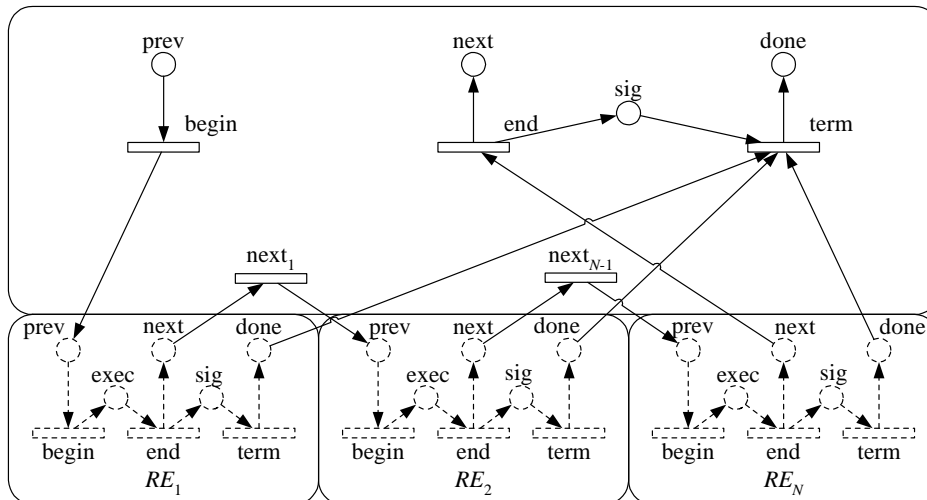 prev
next
done
sig
begin
end
term
next1
nextN-1
prev
next
done
prev
next
done
prev
next
done
exec
sig
exec
sig
exec
sig
begin
end
term
begin
end
term
begin
end
term
RE1
RE2
REN